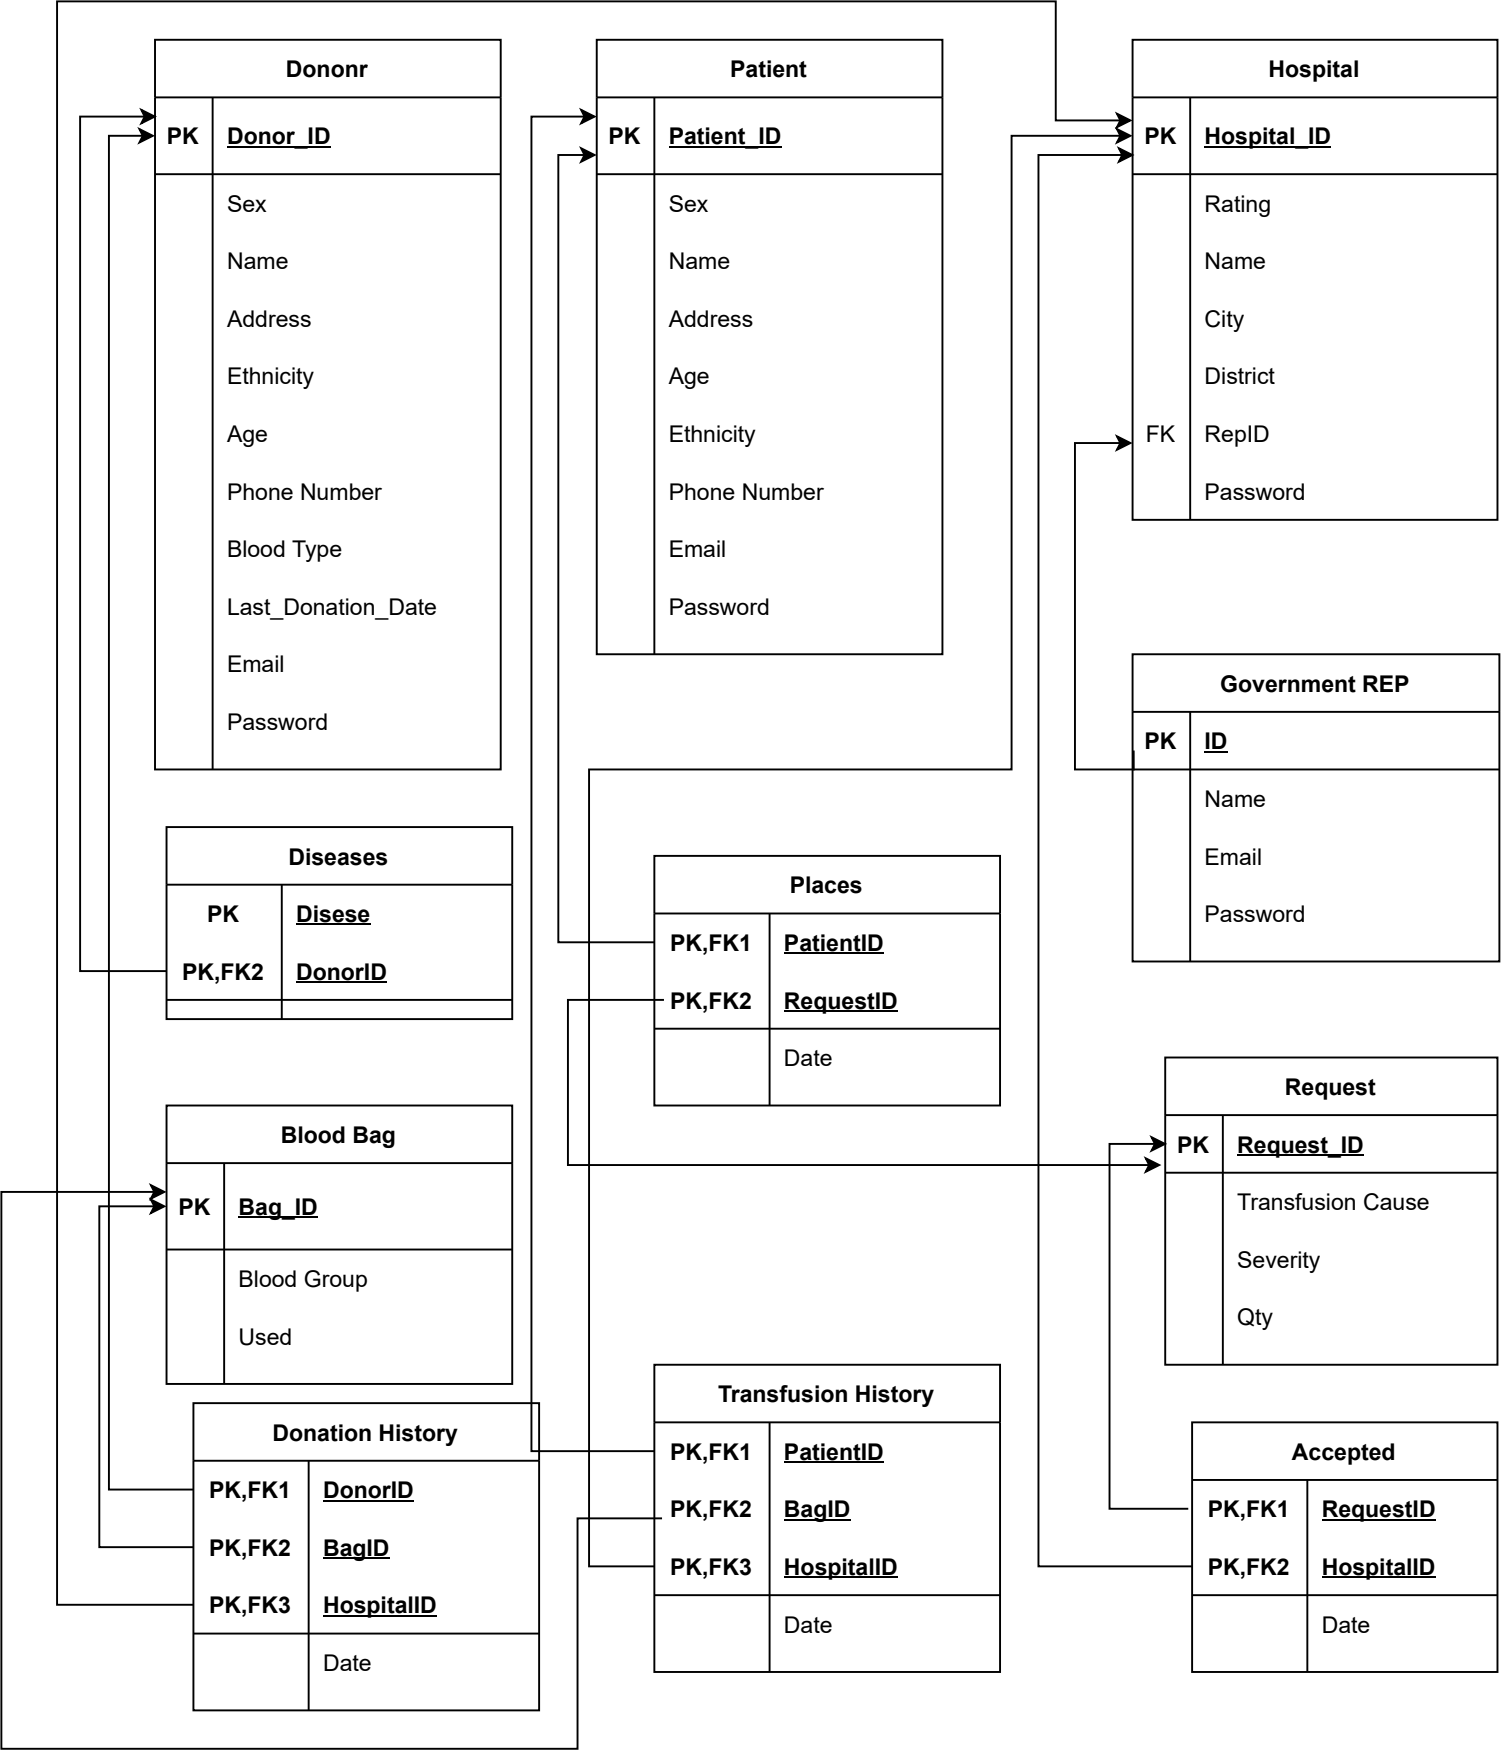 Dononr
PK Donor_ID
Sex
Name
Address
Ethnicity
Age
Phone Number
Blood Type
Last_Donation_Date
Email
Password
Patient
PK Patient_ID
Sex
Name
Address
Age
Ethnicity
Phone Number
Email
Password
Hospital
PK Hospital_ID
Rating
Name
City
District
FK RepID
Password
Government REP
PK ID
Name
Email
Password
Diseases
PK Disese
PK,FK2 DonorID
Places
PK,FK1 PatientID
PK,FK2 RequestID
Date
Request
PK Request_ID
Transfusion Cause
Severity
Qty
Blood Bag
PK Bag_ID
Blood Group
Used
Donation History
PK,FK1 DonorID
PK,FK2 BagID
PK,FK3 HospitalID
Date
Transfusion History
PK,FK1 PatientID
PK,FK2 BagID
PK,FK3 HospitalID
Date
Accepted
PK,FK1 RequestID
PK,FK2 HospitalID
Date